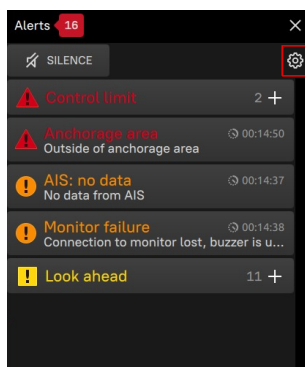 Alerts 16
SILENCE
Control limit 2 +
Anchorage area 00:14:50
Outside of anchorage area
AIS: no data 00:14:37
No data from AIS
Monitor failure 00:14:38
Connection to monitor lost, buzzer is u...
Look ahead 11 +